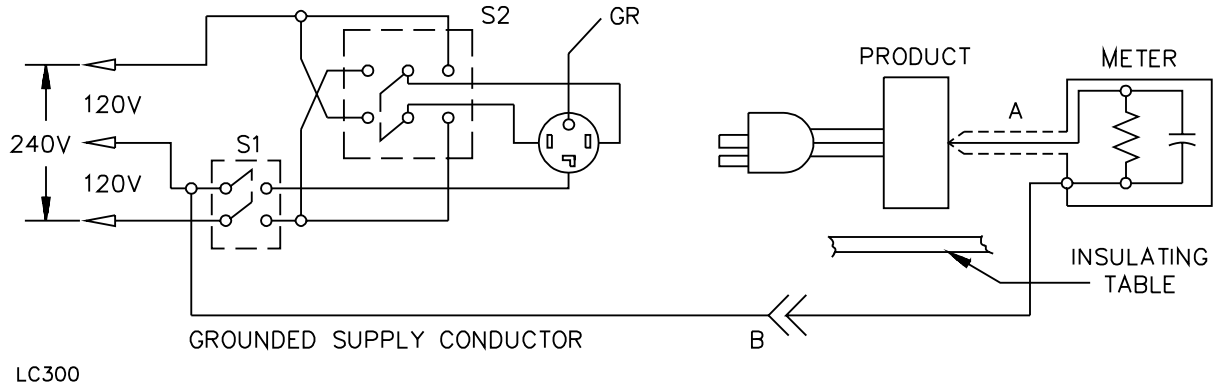 S2
GR
PRODUCT
METER
120V
A
240V
S1
120V
INSULATING
TABLE
GROUNDED SUPPLY CONDUCTOR
B
LC300